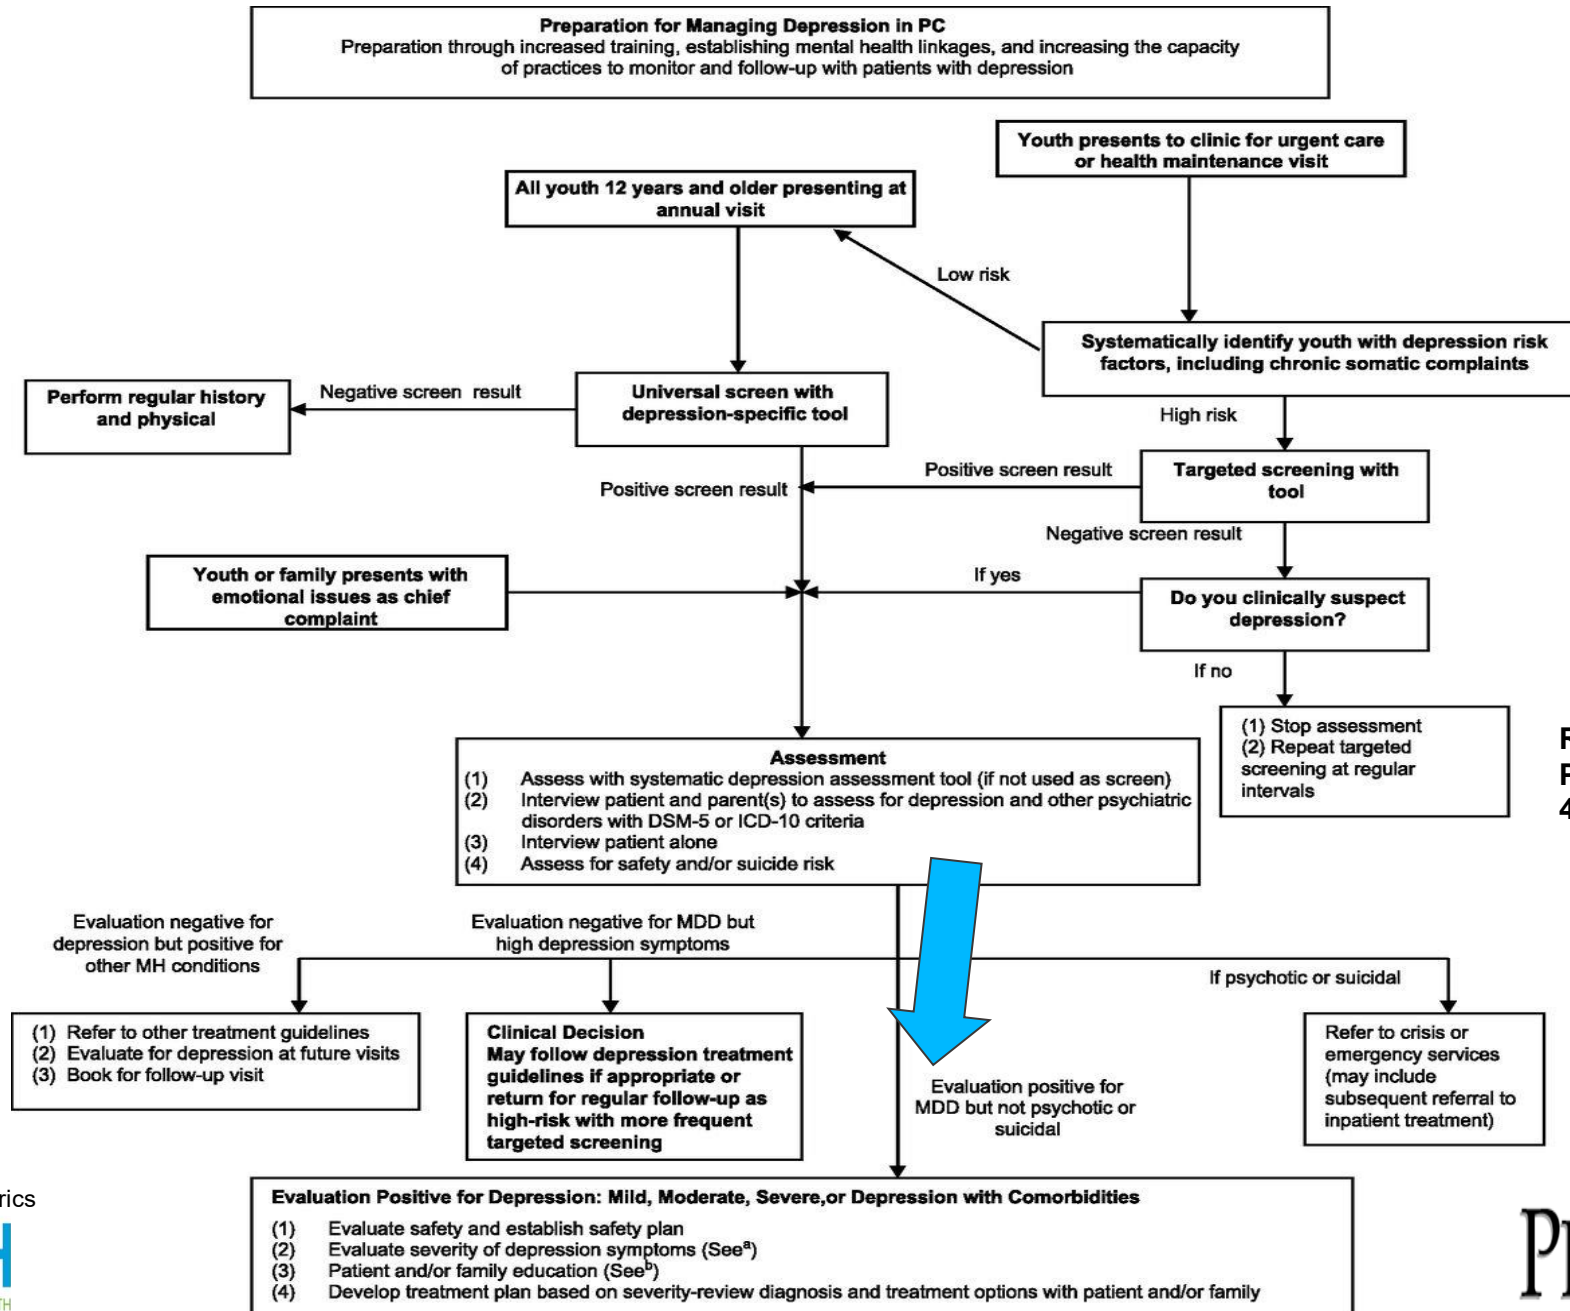 Preparation for Managing Depression in PC
Preparation through increased training, establishing mental health linkages, and increasing the capacity
of practices to monitor and follow-up with patients with depression
Youth presents to clinic for urgent care
or health maintenance visit
All youth 12 years and older presenting at
annual visit
Low risk
Systematically identify youth with depression risk
factors, including chronic somatic complaints
Perform regular history
and physical
Negative screen result
Universal screen with
depression-specific tool
High risk
Positive screen result
Positive screen result
Targeted screening with
tool
Negative screen result
Youth or family presents with
emotional issues as chief
complaint
If yes
Do you clinically suspect
depression?
If no
(1) Stop assessment
(2) Repeat targeted
screening at regular
intervals
Assessment
(1) Assess with systematic depression assessment tool (if not used as screen)
(2) Interview patient and parent(s) to assess for depression and other psychiatric
disorders with DSM-5 or ICD-10 criteria
(3) Interview patient alone
(4) Assess for safety and/or suicide risk
Evaluation negative for
depression but positive for
other MH conditions
Evaluation negative for MDD but
high depression symptoms
If psychotic or suicidal
(1) Refer to other treatment guidelines
(2) Evaluate for depression at future visits
(3) Book for follow-up visit
Clinical Decision
May follow depression treatment
guidelines if appropriate or
return for regular follow-up as
high-risk with more frequent
targeted screening
Evaluation positive for
MDD but not psychotic or
suicidal
Refer to crisis or
emergency services
(may include
subsequent referral to
inpatient treatment)
Evaluation Positive for Depression: Mild, Moderate, Severe,or Depression with Comorbidities
(1) Evaluate safety and establish safety plan
(2) Evaluate severity of depression symptoms (See<sup>a</sup>)
(3) Patient and/or family education (See<sup>b</sup>)
(4) Develop treatment plan based on severity-review diagnosis and treatment options with patient and/or family